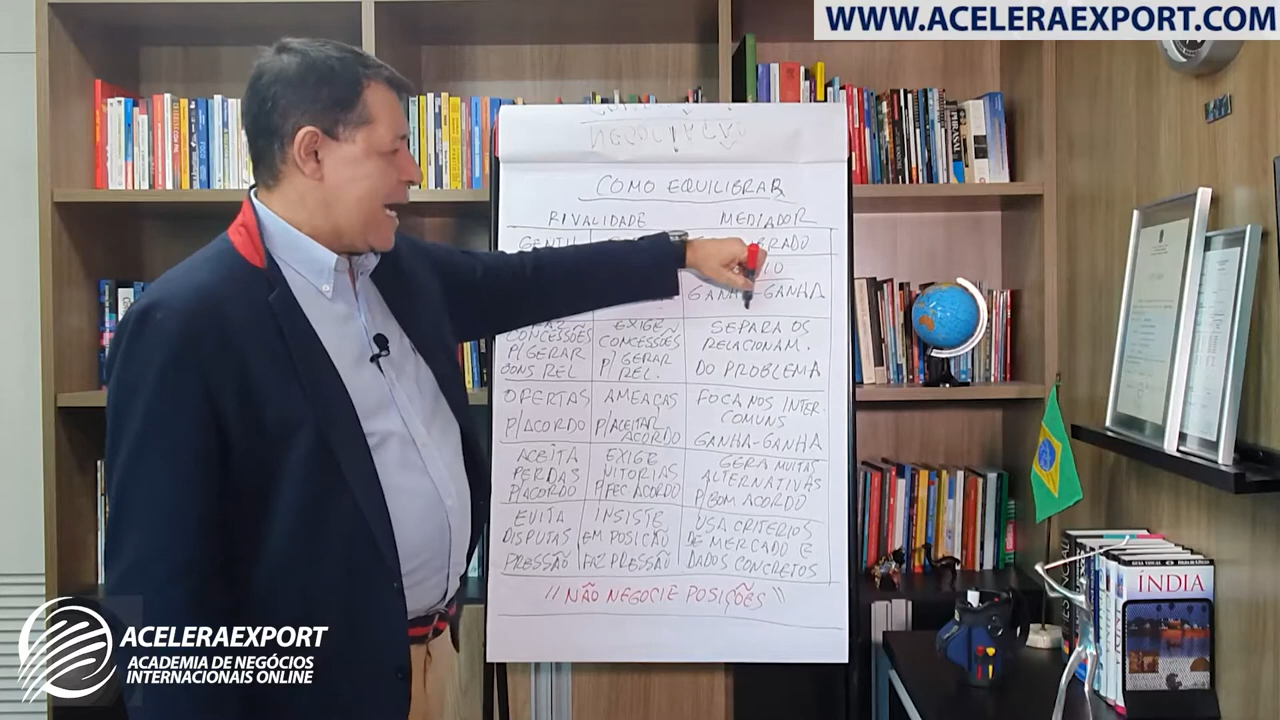 WWW.ACELERAEXPORT.COM
COMO EQUILIBRAR
RIVALIDADE MEDIADOR
GENTIL
GANHA-GANHA
CONCESSÕES
P/ GERAR
BONS REL
EXIGE
CONCESSÕES
P/ GERAR
REL.
SEPARA OS
RELACIONAM.
DO PROBLEMA
OFERTAS
P/ACORDO
AMEAÇAS
P/ACEITAR
ACORDO
FOCA NOS INTER-
COMUNS
GANHA-GANHA
ACEITA
PERDAS
P/ACORDO
EXIGE
VITORIAS
P/FEC ACORDO
GERA MUITAS
ALTERNATIVAS
P/BOM ACORDO
EVITA
DISPUTAS
PRESSÃO
INSISTE
EM POSIÇÃO
FAZ PRESSÃO
USA CRITERIOS
DE MERCADO E
DADOS CONCRETOS
"NÃO NEGOCIE POSIÇÕES"
ÍNDIA
ACELERAEXPORT
ACADEMIA DE NEGÓCIOS
INTERNACIONAIS ONLINE